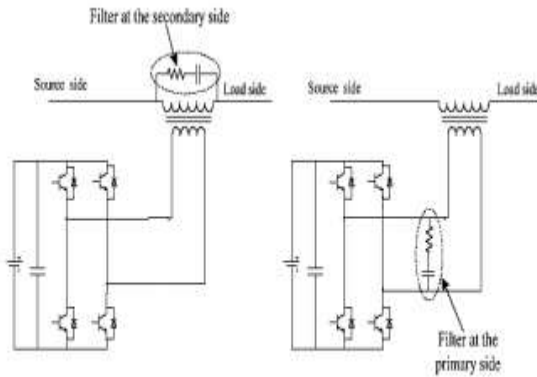 Filter at the secondary side
Source side
Load side
Source side
Load side
Filter at the
primary side